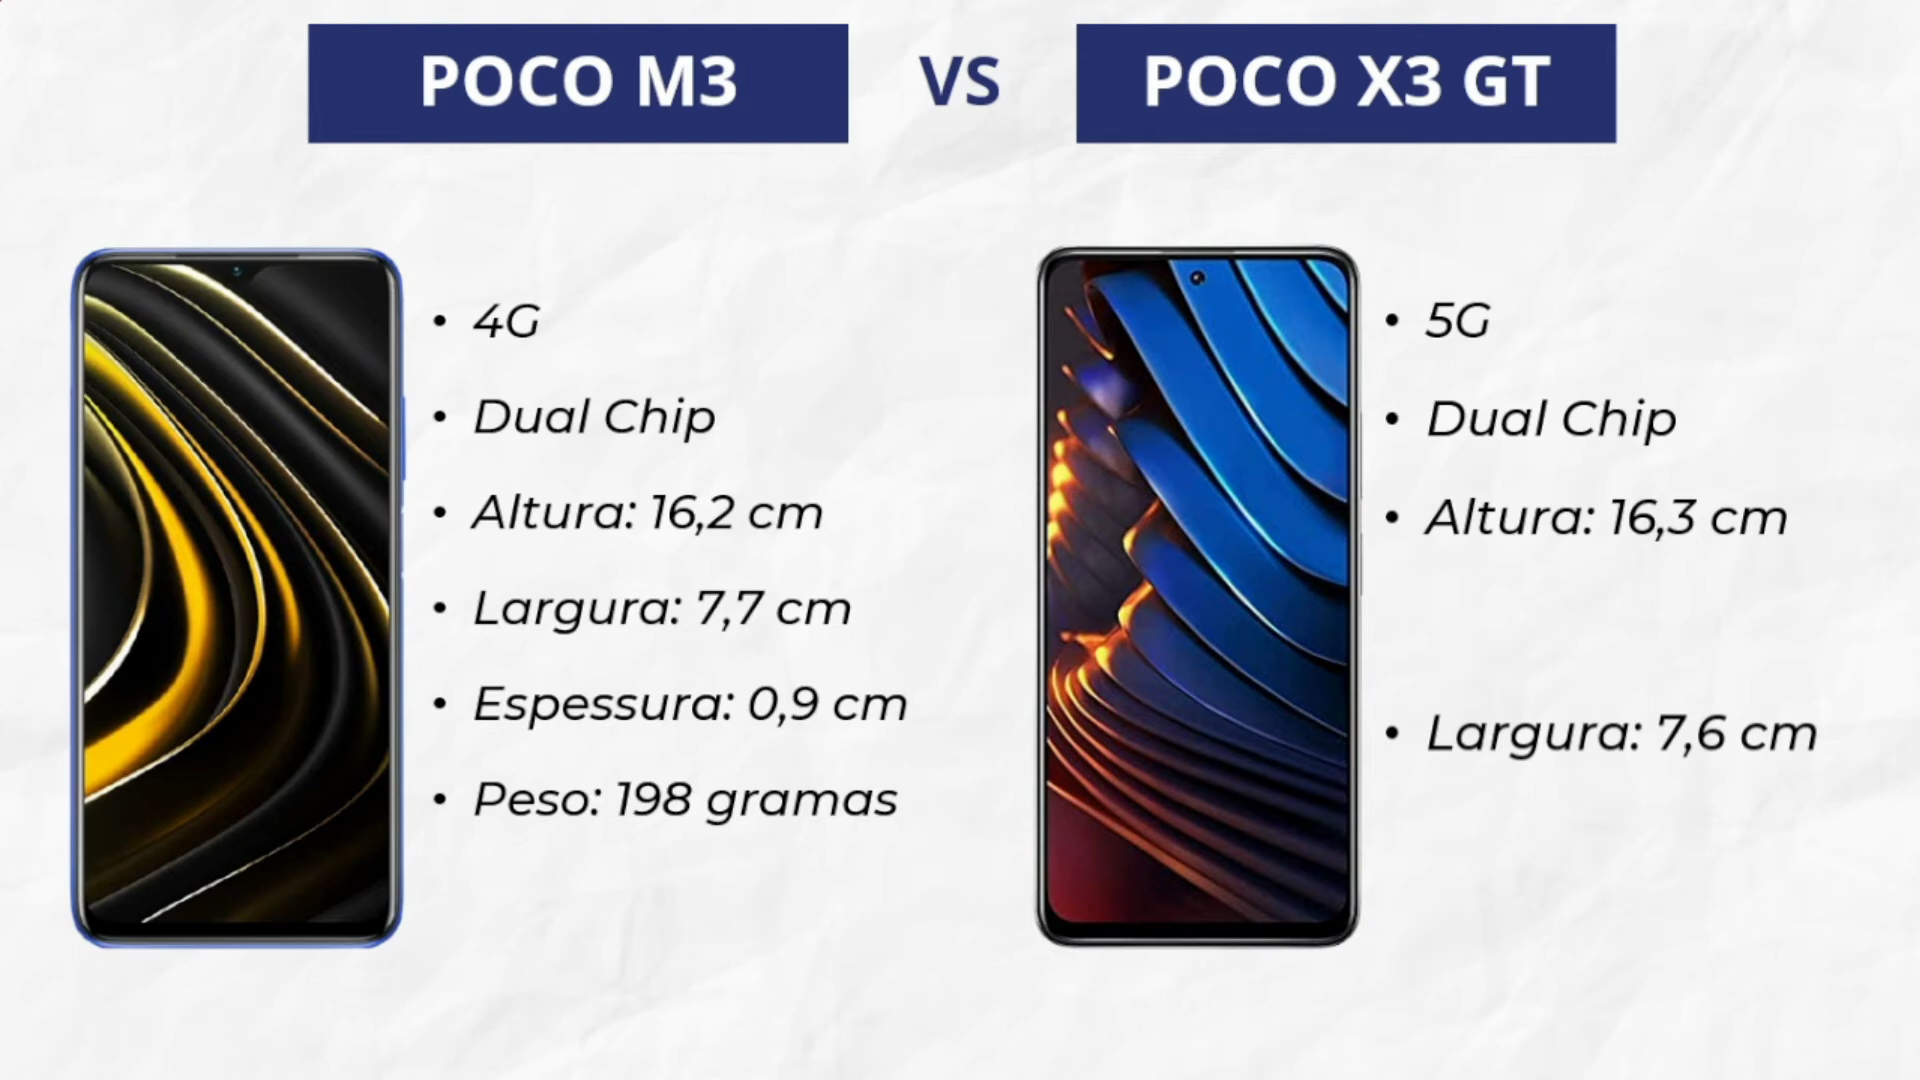 POCO M3
VS
POCO X3 GT
• 4G
• Dual Chip
• Altura: 16,2 cm
• Largura: 7,7 cm
• Espessura: 0,9 cm
• Peso: 198 gramas
• 5G
• Dual Chip
• Altura: 16,3 cm
• Largura: 7,6 cm